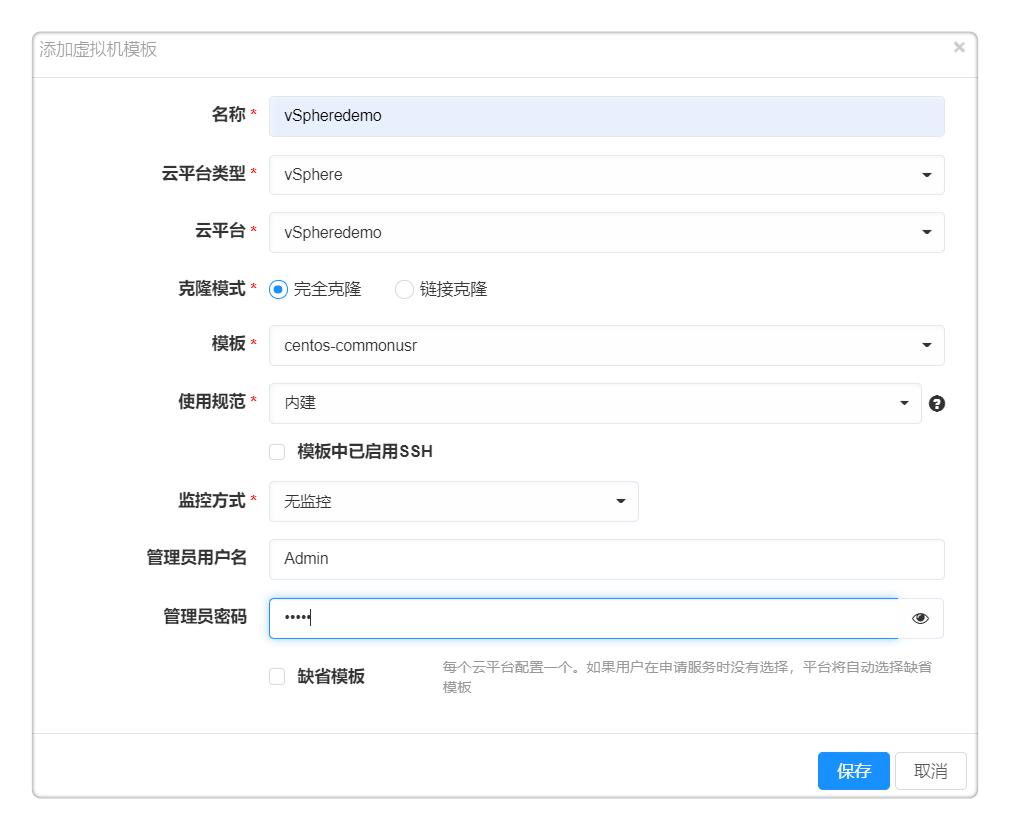 添加虚拟机模板 ×
名称 * vSpheredemo
云平台类型 * vSphere
云平台 * vSpheredemo
克隆模式 * 完全克隆 链接克隆
模板 * centos-commonusr
使用规范 * 内建 ?
模板中已启用SSH
监控方式 * 无监控
管理员用户名 Admin
管理员密码 •••••
缺省模板 每个云平台配置一个。如果用户在申请服务时没有选择，平台将自动选择缺省
模板
保存 取消